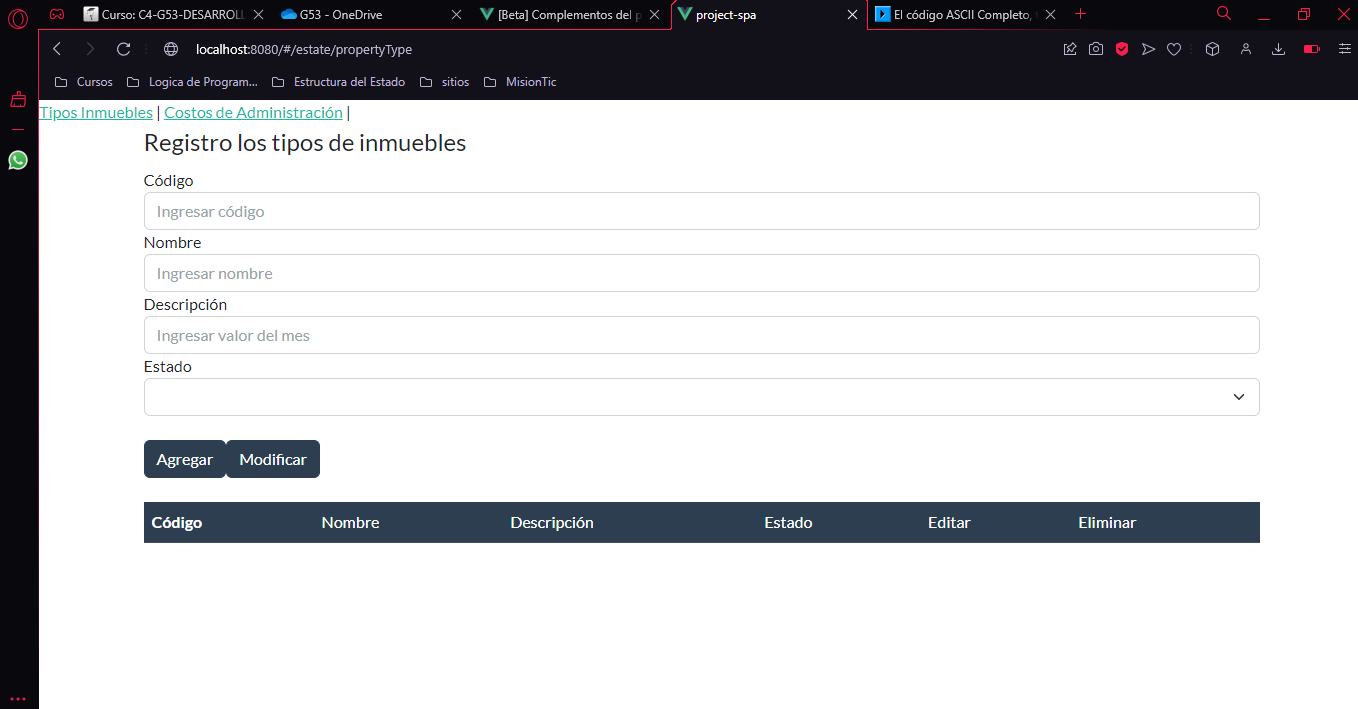 Curso: C4-G53-DESARROLL
G53 - OneDrive
[Beta] Complementos del p
project-spa
El código ASCII Completo,
localhost:8080/#/estate/propertyType
Cursos
Logica de Program...
Estructura del Estado
sitios
MisionTic
Tipos Inmuebles | Costos de Administración |
Registro los tipos de inmuebles
Código
Ingresar código
Nombre
Ingresar nombre
Descripción
Ingresar valor del mes
Estado
Agregar Modificar
Código Nombre Descripción Estado Editar Eliminar